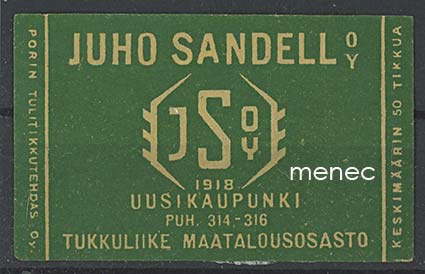 PORIN TULITIKKUTEHDAS Oy.
JUHO SANDELL OY
JSOY
1918
UUSIKAUPUNKI
PUH. 314-316
TUKKULIIKE MAATALOUSOSASTO
KESKIMÄÄRIN 50 TIKKUA
menec